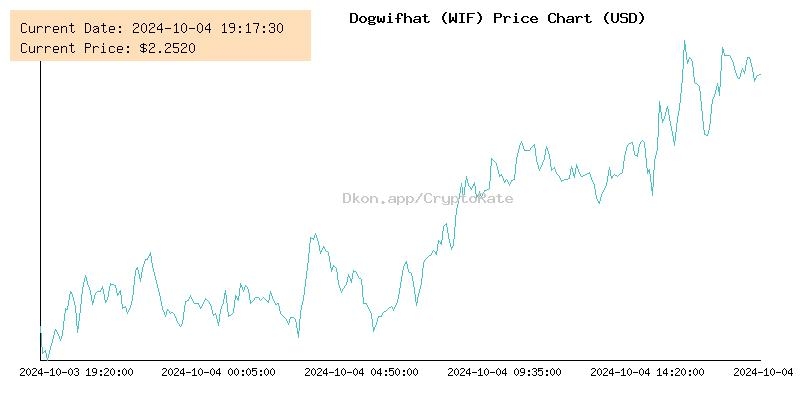 Dogwifhat (WIF) Price Chart (USD)
Current Date: 2024-10-04 19:17:30
Current Price: $2.2520
Dkon.app/CryptoRate
2024-10-03 19:20:00 2024-10-04 00:05:00 2024-10-04 04:50:00 2024-10-04 09:35:00 2024-10-04 14:20:00 2024-10-04